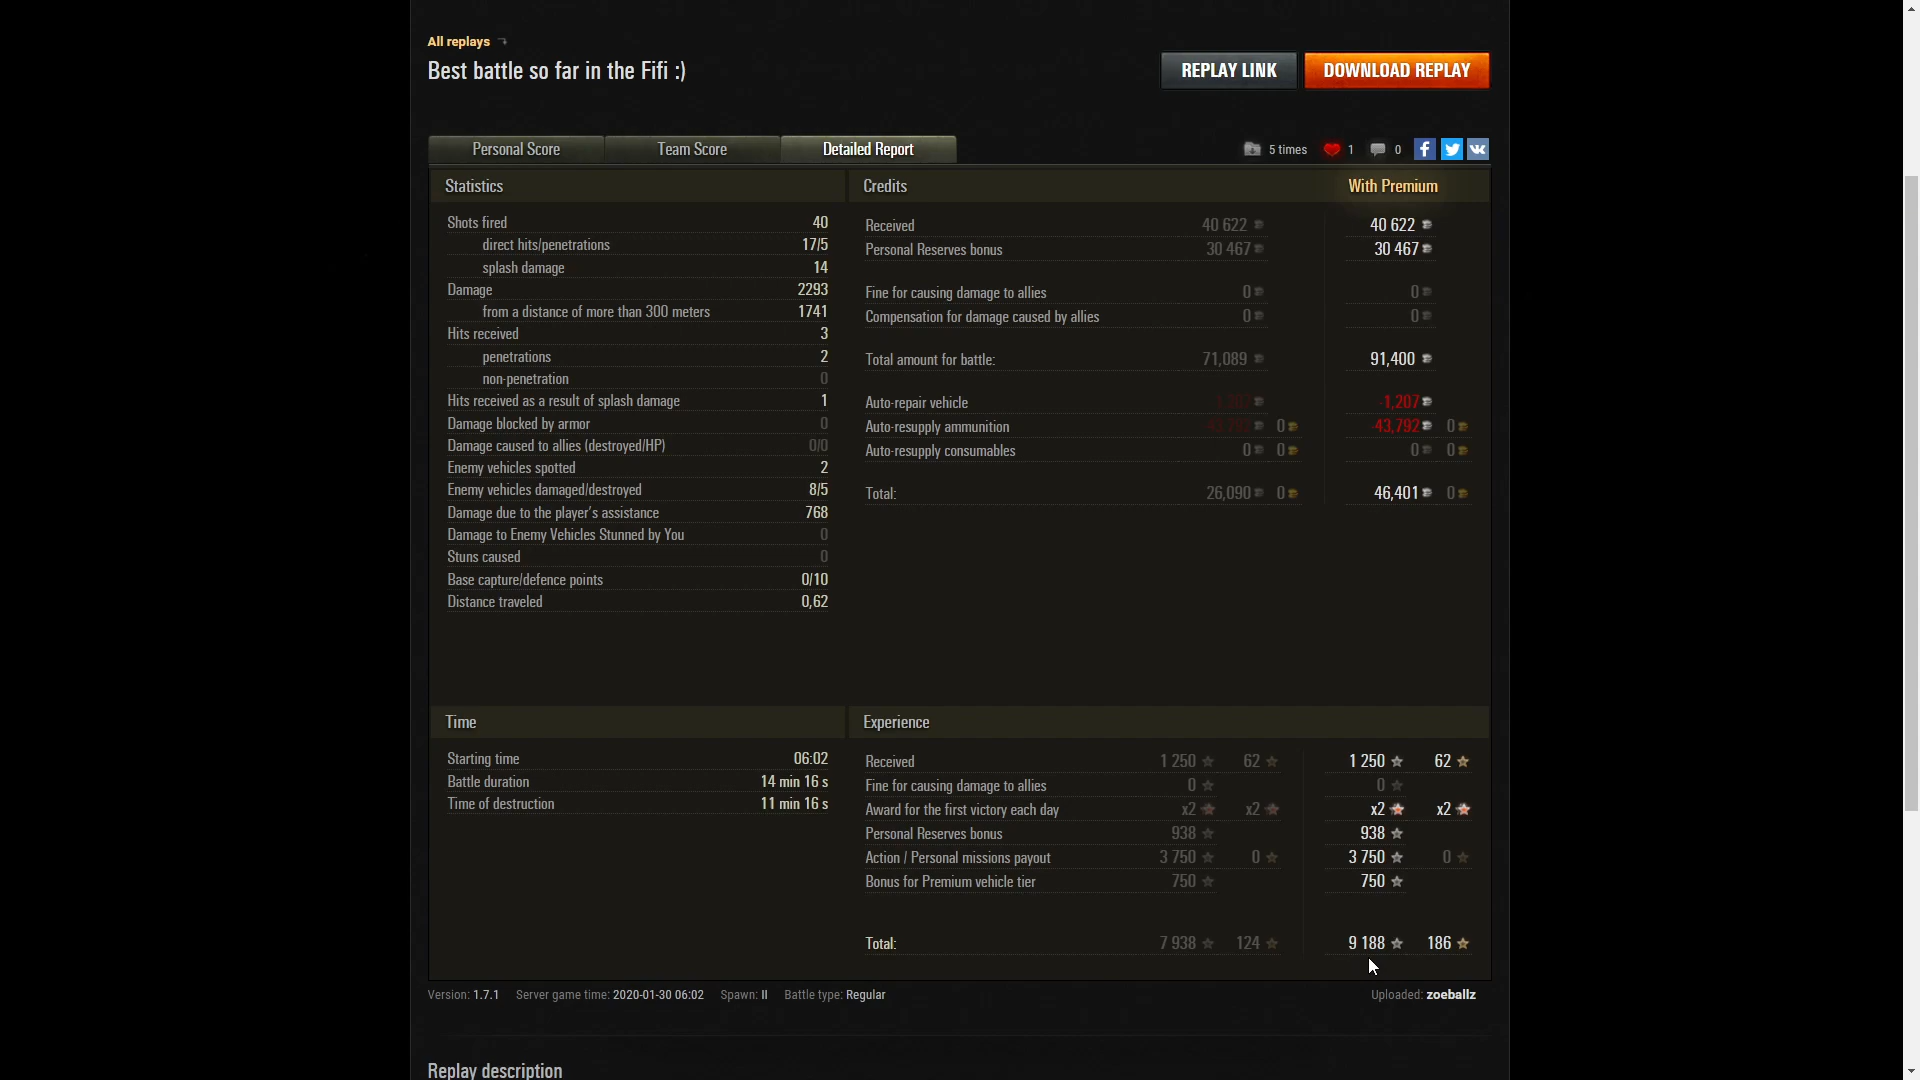 All replays
Best battle so far in the Fifi :)
REPLAY LINK
DOWNLOAD REPLAY
Personal Score
Team Score
Detailed Report
5 times
1
0
Statistics
Shots fired 40
direct hits/penetrations 17/5
splash damage 14
Damage 2293
from a distance of more than 300 meters 1741
Hits received 3
penetrations 2
non-penetration 0
Hits received as a result of splash damage 1
Damage blocked by armor 0
Damage caused to allies (destroyed/HP) 0/0
Enemy vehicles spotted 2
Enemy vehicles damaged/destroyed 8/5
Damage due to the player's assistance 768
Damage to Enemy Vehicles Stunned by You 0
Stuns caused 0
Base capture/defence points 0/10
Distance traveled 0,62
Credits With Premium
Received 40 622 40 622
Personal Reserves bonus 30 467 30 467
Fine for causing damage to allies 0 0
Compensation for damage caused by allies 0 0
Total amount for battle: 71,089 91,400
Auto-repair vehicle -1,207 -1,207
Auto-resupply ammunition -43,792 0 -43,792 0
Auto-resupply consumables 0 0 0 0
Total: 26,090 0 46,401 0
Time
Starting time 06:02
Battle duration 14 min 16 s
Time of destruction 11 min 16 s
Experience
Received 1 250 62 1 250 62
Fine for causing damage to allies 0 0
Award for the first victory each day x2 x2 x2 x2
Personal Reserves bonus 938 938
Action / Personal missions payout 3 750 0 3 750 0
Bonus for Premium vehicle tier 750 750
Total: 7 938 124 9 188 186
Version: 1.7.1 Server game time: 2020-01-30 06:02 Spawn: II Battle type: Regular Uploaded: zoeballz
Replay description